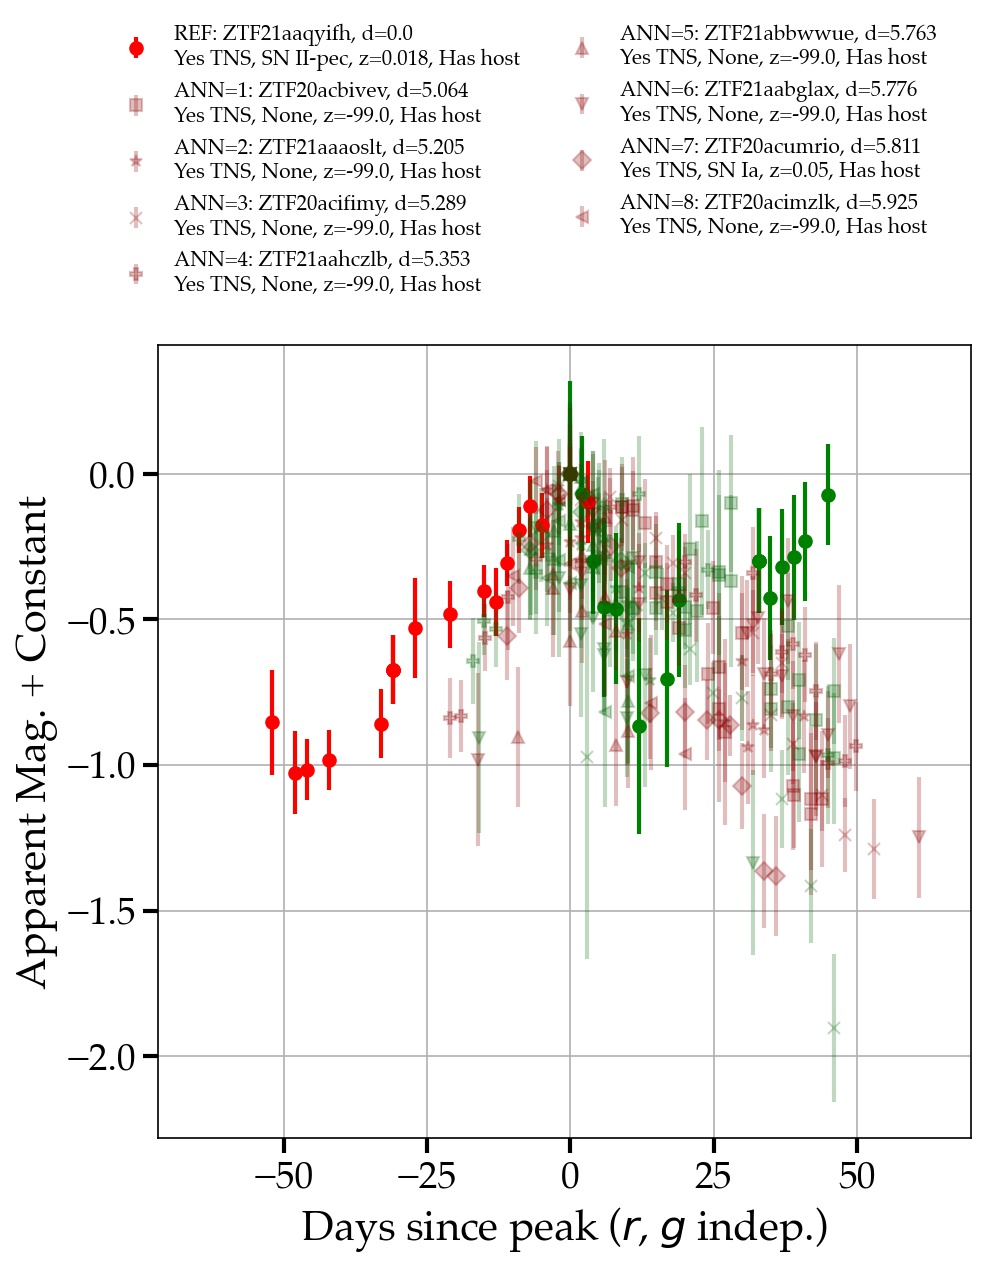 REF: ZTF21aaqyifh, d=0.0
Yes TNS, SN II-pec, z=0.018, Has host
ANN=1: ZTF20acbivev, d=5.064
Yes TNS, None, z=-99.0, Has host
ANN=2: ZTF21aaaoslt, d=5.205
Yes TNS, None, z=-99.0, Has host
ANN=3: ZTF20acifimy, d=5.289
Yes TNS, None, z=-99.0, Has host
ANN=4: ZTF21aahczlb, d=5.353
Yes TNS, None, z=-99.0, Has host
ANN=5: ZTF21abbwwue, d=5.763
Yes TNS, None, z=-99.0, Has host
ANN=6: ZTF21aabglax, d=5.776
Yes TNS, None, z=-99.0, Has host
ANN=7: ZTF20acumrio, d=5.811
Yes TNS, SN Ia, z=0.05, Has host
ANN=8: ZTF20acimzlk, d=5.925
Yes TNS, None, z=-99.0, Has host
Apparent Mag. + Constant
0.0
−0.5
−1.0
−1.5
−2.0
−50
−25
0
25
50
Days since peak (r, g indep.)